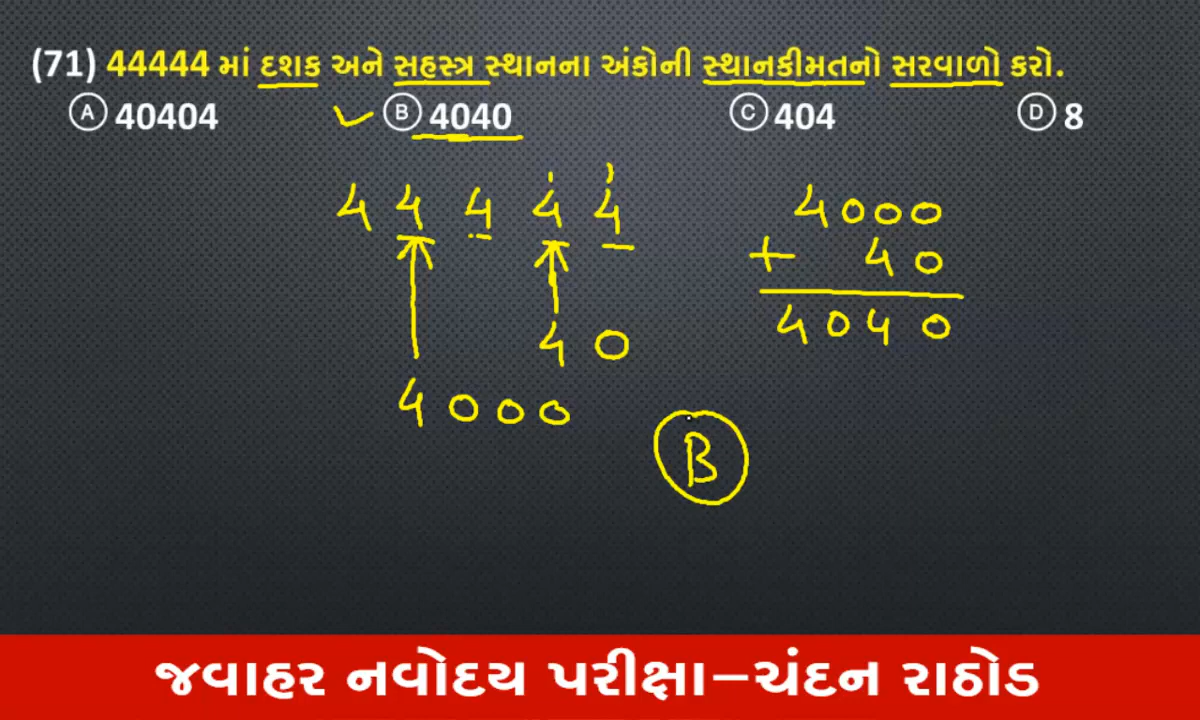 (71) 44444 માં દશક અને સહસ્ત્ર સ્થાનના અંકોની સ્થાનકીમતનો સરવાળો કરો.
Ⓐ 40404 Ⓑ 4040 Ⓒ 404 Ⓓ 8
4 4 4 4 4
4000
+ 40
4040
40
4000
B
જવાહર નવોદય પરીક્ષા–ચંદન રાઠોડ